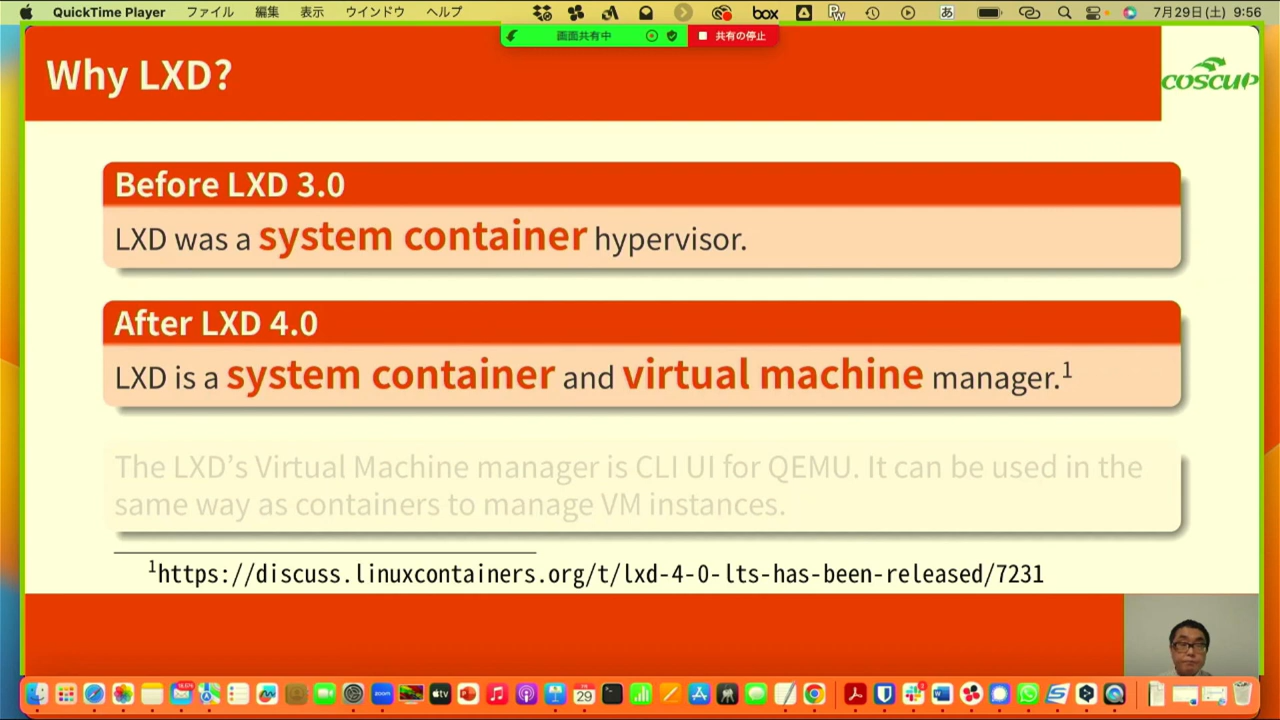 QuickTime Player ファイル 編集 表示 ウインドウ ヘルプ box あ 7月29日(土) 9:56
画面共有中 共有の停止
Why LXD?
COSCUP
Before LXD 3.0
LXD was a system container hypervisor.
After LXD 4.0
LXD is a system container and virtual machine manager.¹
The LXD’s Virtual Machine manager is CLI UI for QEMU. It can be used in the
same way as containers to manage VM instances.
¹https://discuss.linuxcontainers.org/t/lxd-4-0-lts-has-been-released/7231
zoom tv 29